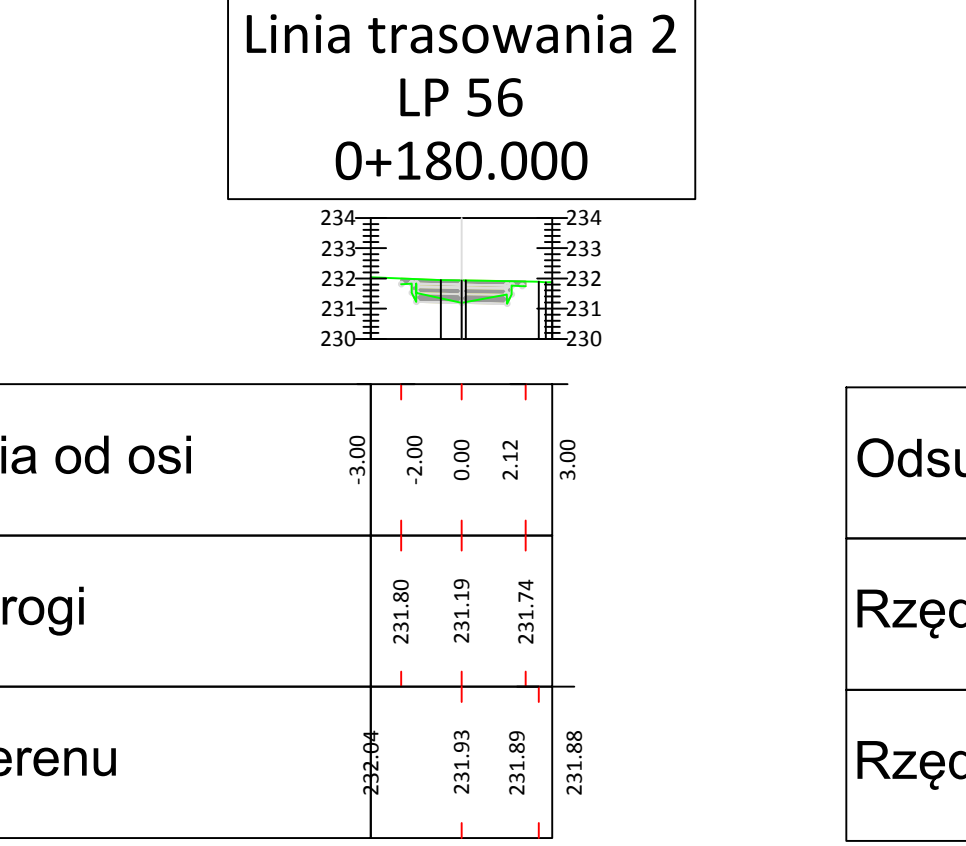 Linia trasowania 2
LP 56
0+180.000
234 234
233 233
232 232
231 231
230 230
ia od osi -3.00 -2.00 0.00 2.12 3.00 Odsu
rogi 231.80 231.19 231.74 Rzęd
erenu 232.04 231.93 231.89 231.88 Rzęd